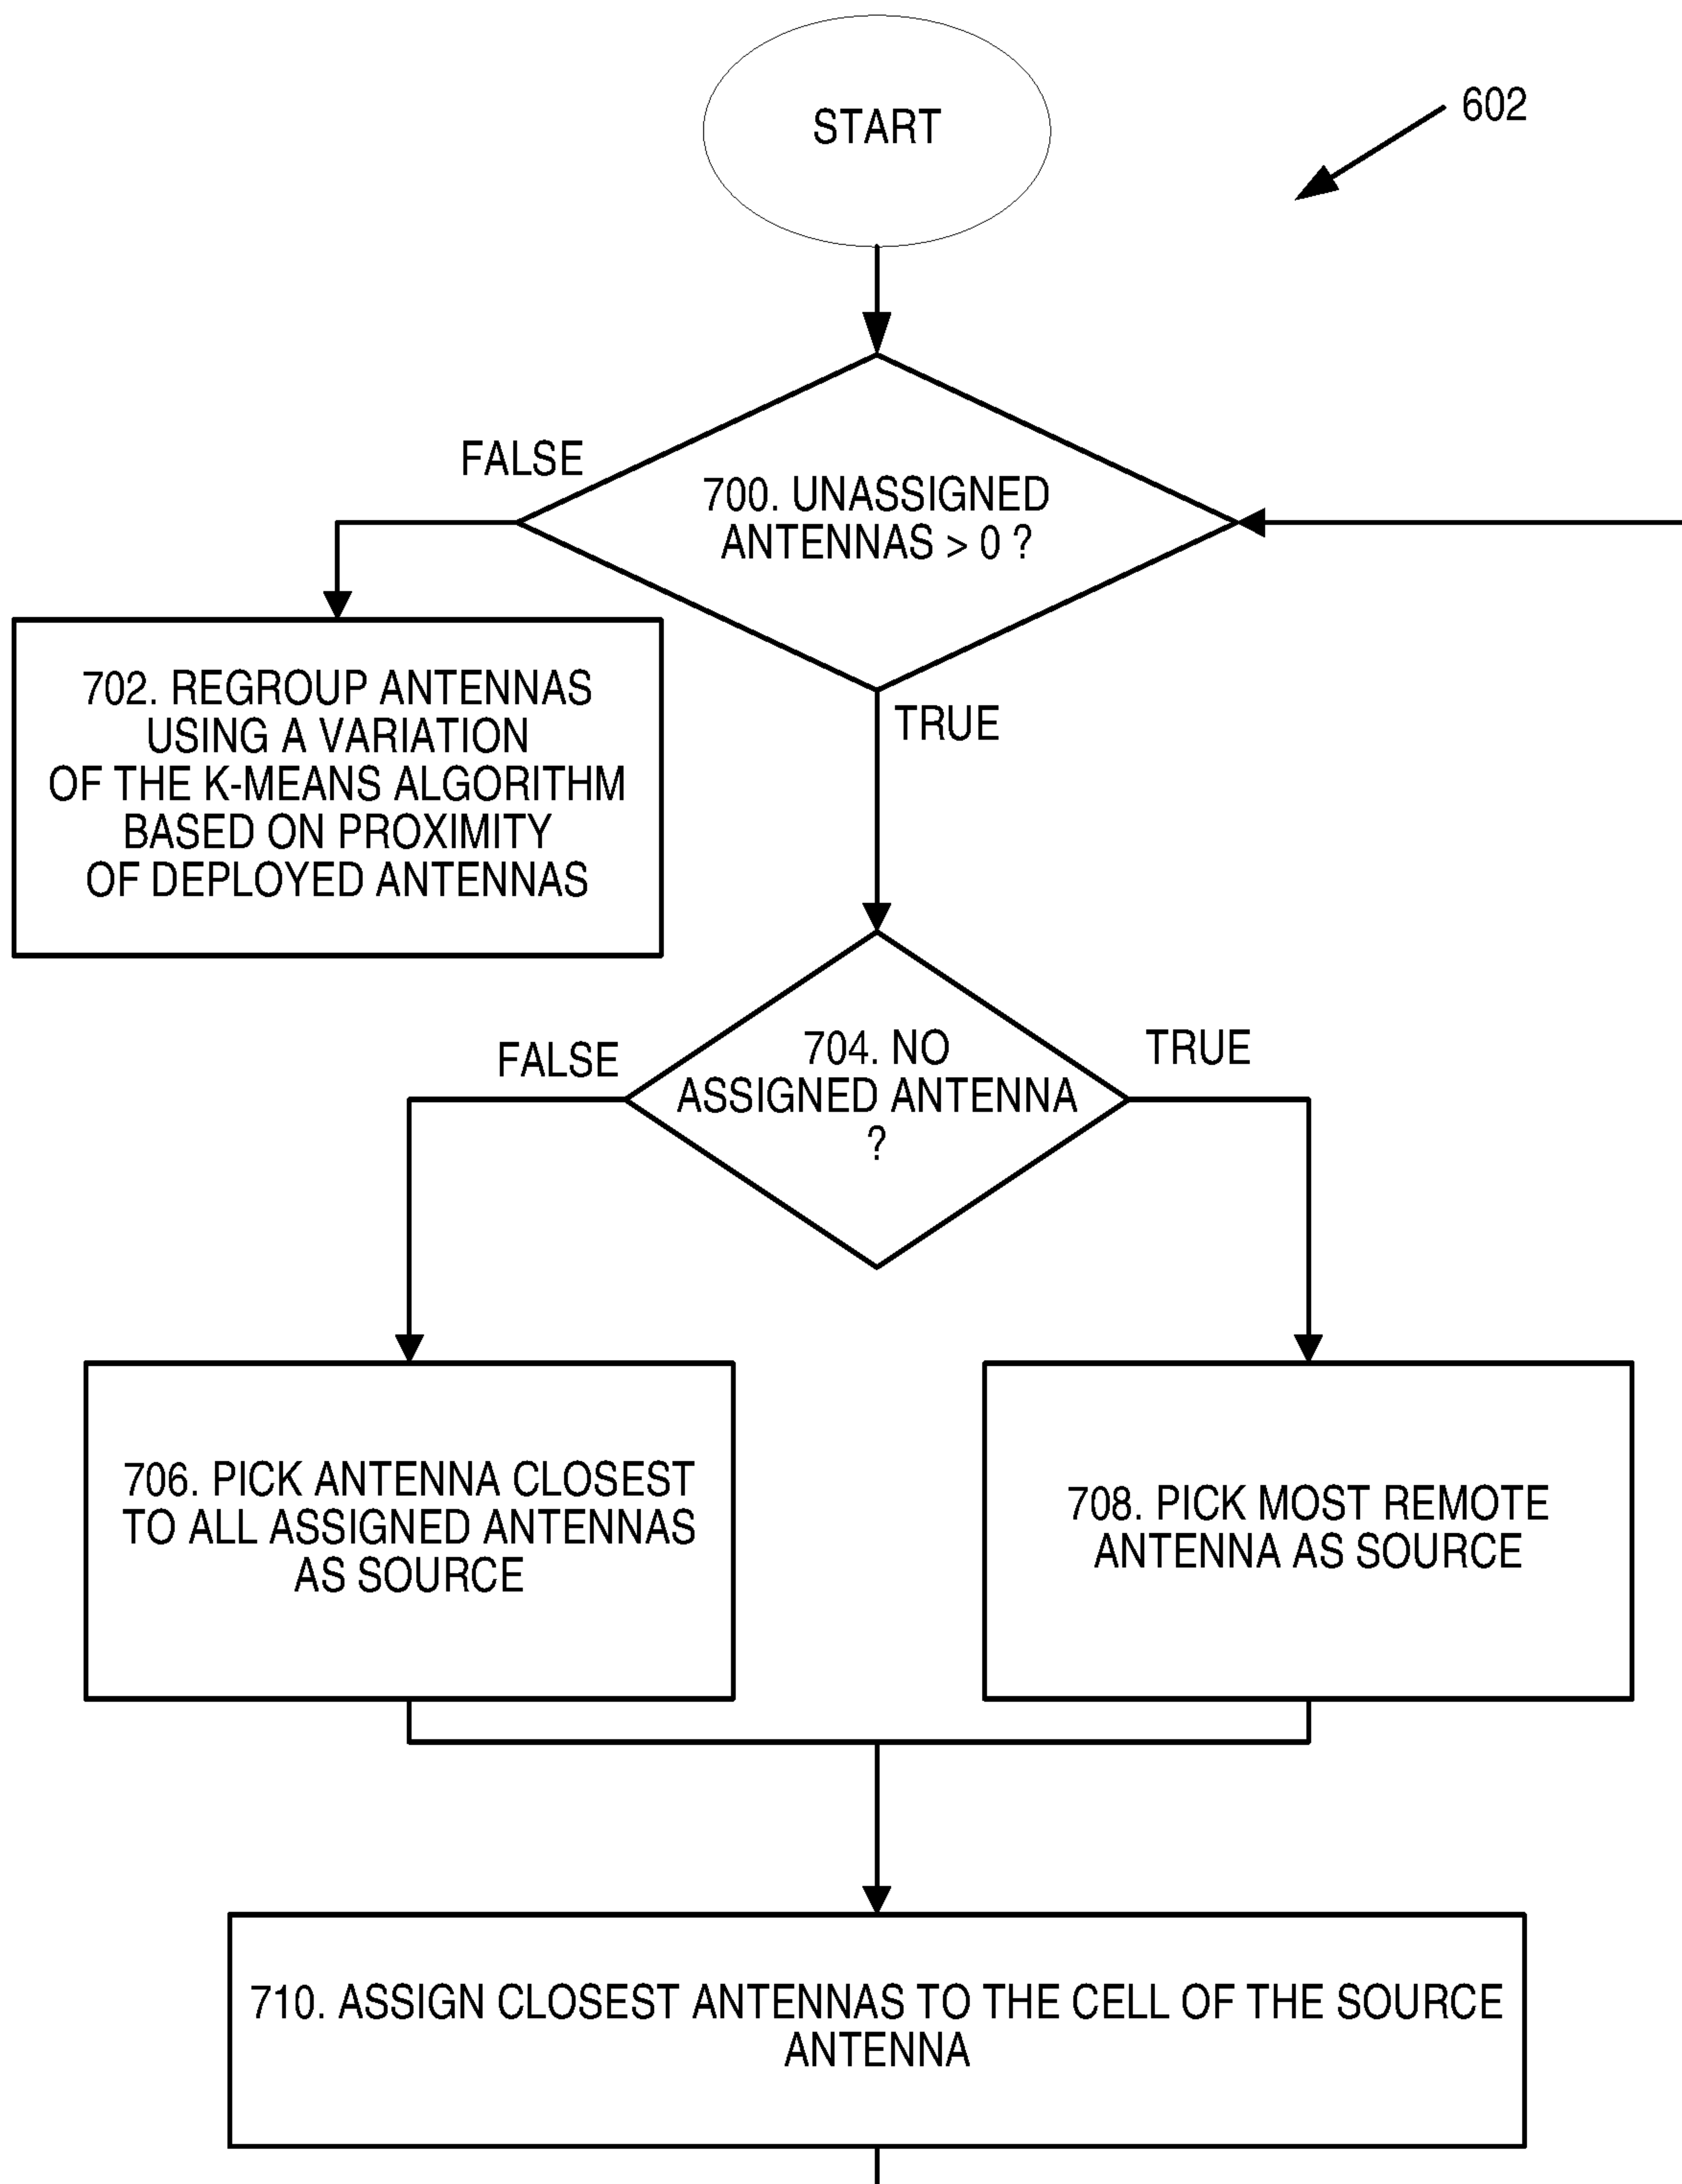 START
602
FALSE
700. UNASSIGNED
ANTENNAS > 0 ?
702. REGROUP ANTENNAS
USING A VARIATION
OF THE K-MEANS ALGORITHM
BASED ON PROXIMITY
OF DEPLOYED ANTENNAS
TRUE
FALSE
704. NO
ASSIGNED ANTENNA
?
TRUE
706. PICK ANTENNA CLOSEST
TO ALL ASSIGNED ANTENNAS
AS SOURCE
708. PICK MOST REMOTE
ANTENNA AS SOURCE
710. ASSIGN CLOSEST ANTENNAS TO THE CELL OF THE SOURCE
ANTENNA